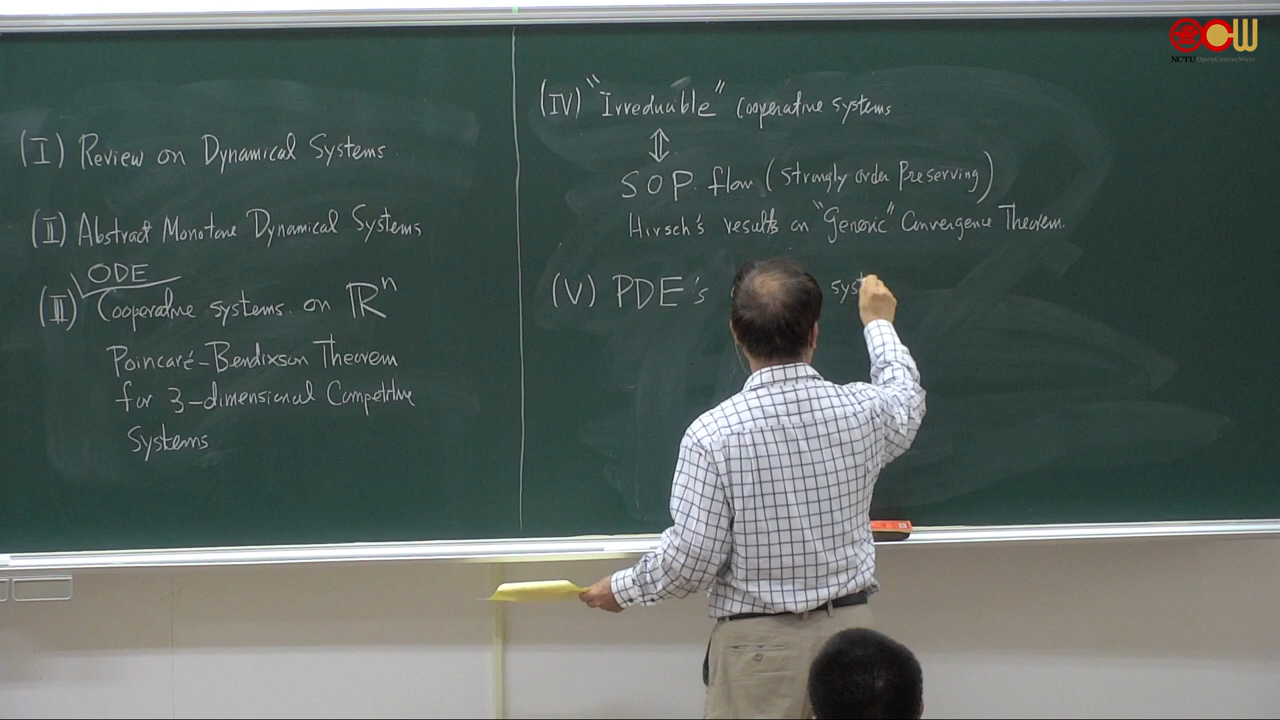 (I) Review on Dynamical Systems
(II) Abstract Monotone Dynamical Systems
ODE
(III) Cooperative systems on ℝⁿ
Poincaré-Bendixson Theorem
for 3-dimensional Competitive
Systems
(IV) "Irreducible" Cooperative systems
⇕
S.O.P. flow (Strongly order Preserving)
Hirsch's results on "Generic" Convergence Theorem.
(V) PDE's
OCW
NCTU OpenCourseWare